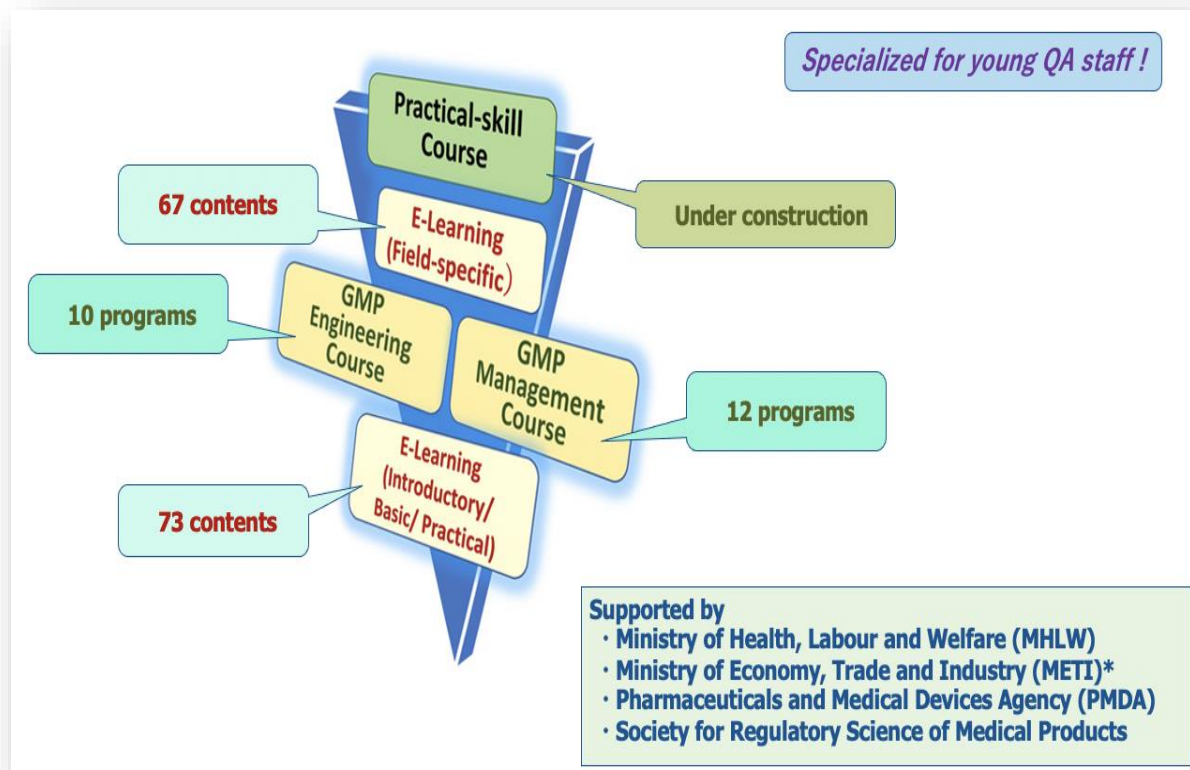 Specialized for young QA staff !
Practical-skill
Course
67 contents
Under construction
E-Learning
(Field-specific）
10 programs
GMP
Engineering
Course
GMP
Management
Course
12 programs
E-Learning
(Introductory/
Basic/ Practical)
73 contents
Supported by
・Ministry of Health, Labour and Welfare (MHLW)
・Ministry of Economy, Trade and Industry (METI)*
・Pharmaceuticals and Medical Devices Agency (PMDA)
・Society for Regulatory Science of Medical Products